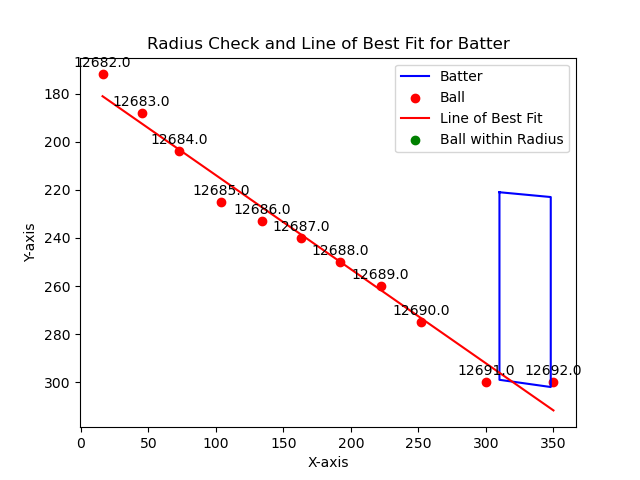 Radius Check and Line of Best Fit for Batter
12682.0
12683.0
12684.0
12685.0
12686.0
12687.0
12688.0
12689.0
12690.0
12691.0
12692.0
Batter
Ball
Line of Best Fit
Ball within Radius
Y-axis
180
200
220
240
260
280
300
0 50 100 150 200 250 300 350
X-axis